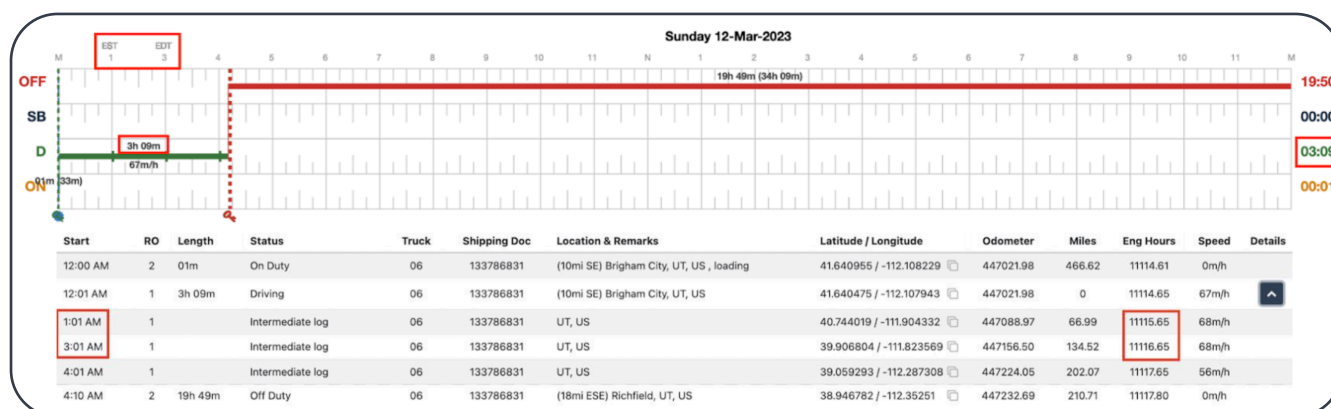 Sunday 12-Mar-2023
EST EDT
M 1 3 4 5 6 7 8 9 10 11 N 1 2 3 4 5 6 7 8 9 10 11 M
OFF 19h 49m (34h 09m) 19:50
SB 00:00
D 3h 09m 03:09
67m/h
ON 01m (33m) 00:01
Start RO Length Status Truck Shipping Doc Location & Remarks Latitude / Longitude Odometer Miles Eng Hours Speed Details
12:00 AM 2 01m On Duty 06 133786831 (10mi SE) Brigham City, UT, US , loading 41.640955 / -112.108229 447021.98 466.62 11114.61 0m/h
12:01 AM 1 3h 09m Driving 06 133786831 (10mi SE) Brigham City, UT, US 41.640475 / -112.107943 447021.98 0 11114.65 67m/h
1:01 AM 1 Intermediate log 06 133786831 UT, US 40.744019 / -111.904332 447088.97 66.99 11115.65 68m/h
3:01 AM 1 Intermediate log 06 133786831 UT, US 39.906804 / -111.823569 447156.50 134.52 11116.65 68m/h
4:01 AM 1 Intermediate log 06 133786831 UT, US 39.059293 / -112.287308 447224.05 202.07 11117.65 56m/h
4:10 AM 2 19h 49m Off Duty 06 133786831 (18mi ESE) Richfield, UT, US 38.946782 / -112.35251 447232.69 210.71 11117.80 0m/h